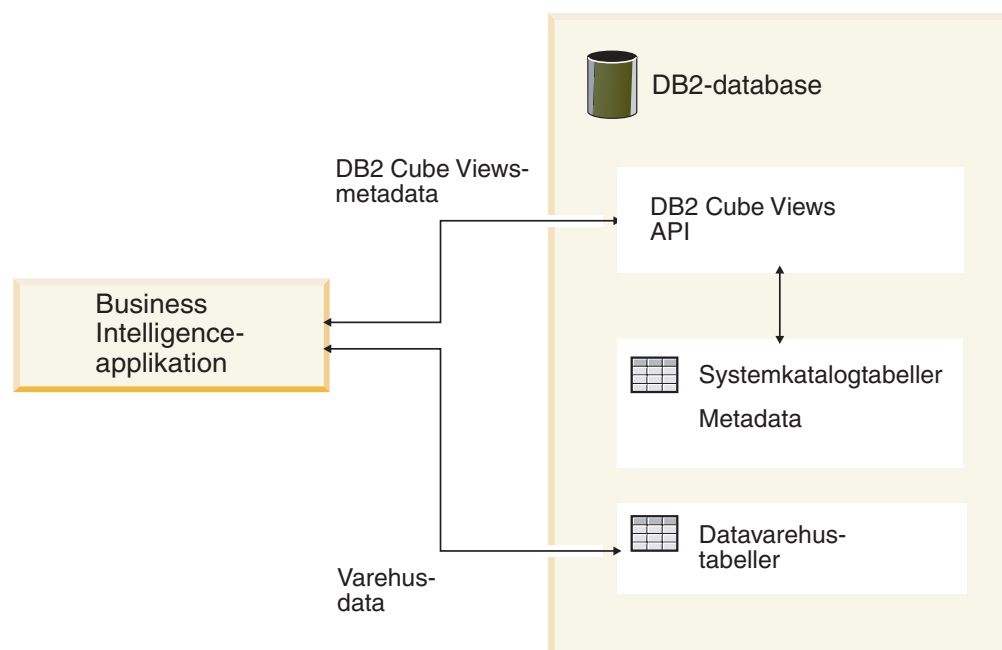 DB2-database
DB2 Cube Views-
metadata
DB2 Cube Views
API
Business
Intelligence-
applikation
Systemkatalogtabeller
Metadata
Datavarehus-
tabeller
Varehus-
data